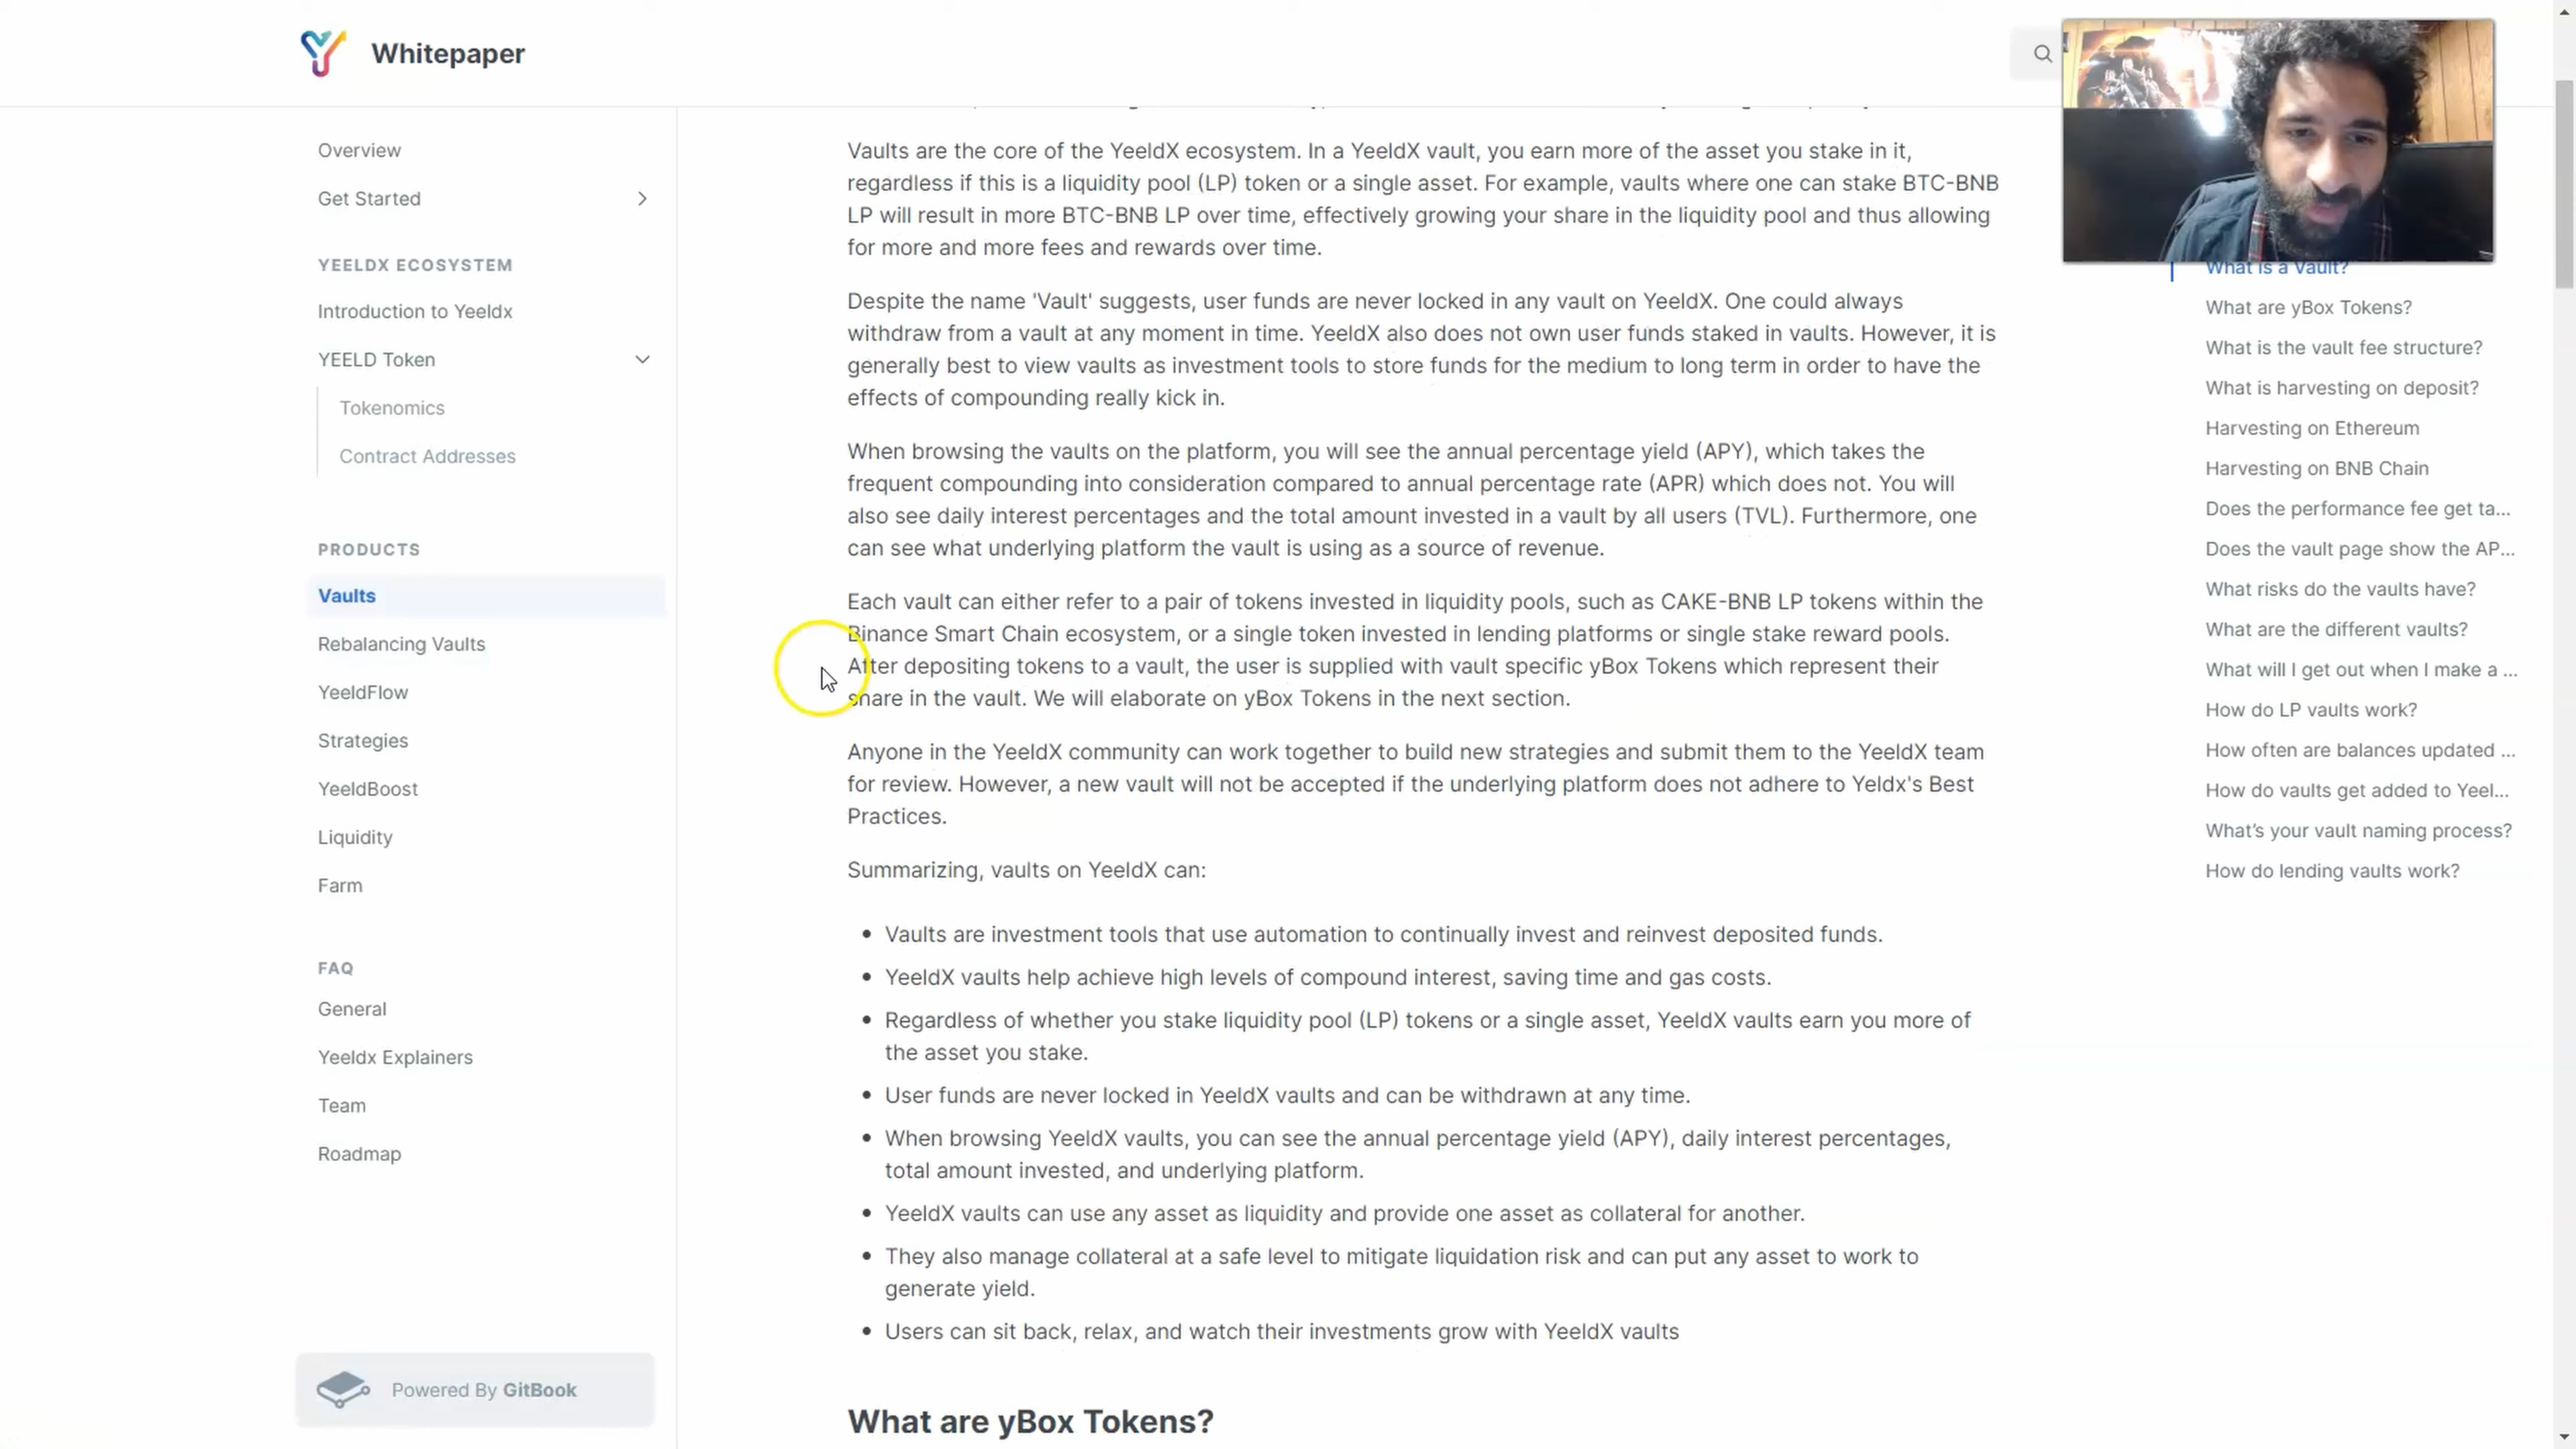 Whitepaper
Overview
Get Started
YEELDX ECOSYSTEM
Introduction to Yeeldx
YEELD Token
Tokenomics
Contract Addresses
PRODUCTS
Vaults
Rebalancing Vaults
YeeldFlow
Strategies
YeeldBoost
Liquidity
Farm
FAQ
General
Yeeldx Explainers
Team
Roadmap
Powered By GitBook
Vaults are the core of the YeeldX ecosystem. In a YeeldX vault, you earn more of the asset you stake in it,
regardless if this is a liquidity pool (LP) token or a single asset. For example, vaults where one can stake BTC-BNB
LP will result in more BTC-BNB LP over time, effectively growing your share in the liquidity pool and thus allowing
for more and more fees and rewards over time.
Despite the name 'Vault' suggests, user funds are never locked in any vault on YeeldX. One could always
withdraw from a vault at any moment in time. YeeldX also does not own user funds staked in vaults. However, it is
generally best to view vaults as investment tools to store funds for the medium to long term in order to have the
effects of compounding really kick in.
When browsing the vaults on the platform, you will see the annual percentage yield (APY), which takes the
frequent compounding into consideration compared to annual percentage rate (APR) which does not. You will
also see daily interest percentages and the total amount invested in a vault by all users (TVL). Furthermore, one
can see what underlying platform the vault is using as a source of revenue.
Each vault can either refer to a pair of tokens invested in liquidity pools, such as CAKE-BNB LP tokens within the
Binance Smart Chain ecosystem, or a single token invested in lending platforms or single stake reward pools.
After depositing tokens to a vault, the user is supplied with vault specific yBox Tokens which represent their
share in the vault. We will elaborate on yBox Tokens in the next section.
Anyone in the YeeldX community can work together to build new strategies and submit them to the YeeldX team
for review. However, a new vault will not be accepted if the underlying platform does not adhere to Yeldx's Best
Practices.
Summarizing, vaults on YeeldX can:
• Vaults are investment tools that use automation to continually invest and reinvest deposited funds.
• YeeldX vaults help achieve high levels of compound interest, saving time and gas costs.
• Regardless of whether you stake liquidity pool (LP) tokens or a single asset, YeeldX vaults earn you more of
the asset you stake.
• User funds are never locked in YeeldX vaults and can be withdrawn at any time.
• When browsing YeeldX vaults, you can see the annual percentage yield (APY), daily interest percentages,
total amount invested, and underlying platform.
• YeeldX vaults can use any asset as liquidity and provide one asset as collateral for another.
• They also manage collateral at a safe level to mitigate liquidation risk and can put any asset to work to
generate yield.
• Users can sit back, relax, and watch their investments grow with YeeldX vaults
What are yBox Tokens?
What is a Vault?
What are yBox Tokens?
What is the vault fee structure?
What is harvesting on deposit?
Harvesting on Ethereum
Harvesting on BNB Chain
Does the performance fee get ta...
Does the vault page show the AP...
What risks do the vaults have?
What are the different vaults?
What will I get out when I make a ...
How do LP vaults work?
How often are balances updated ...
How do vaults get added to Yeel...
What's your vault naming process?
How do lending vaults work?